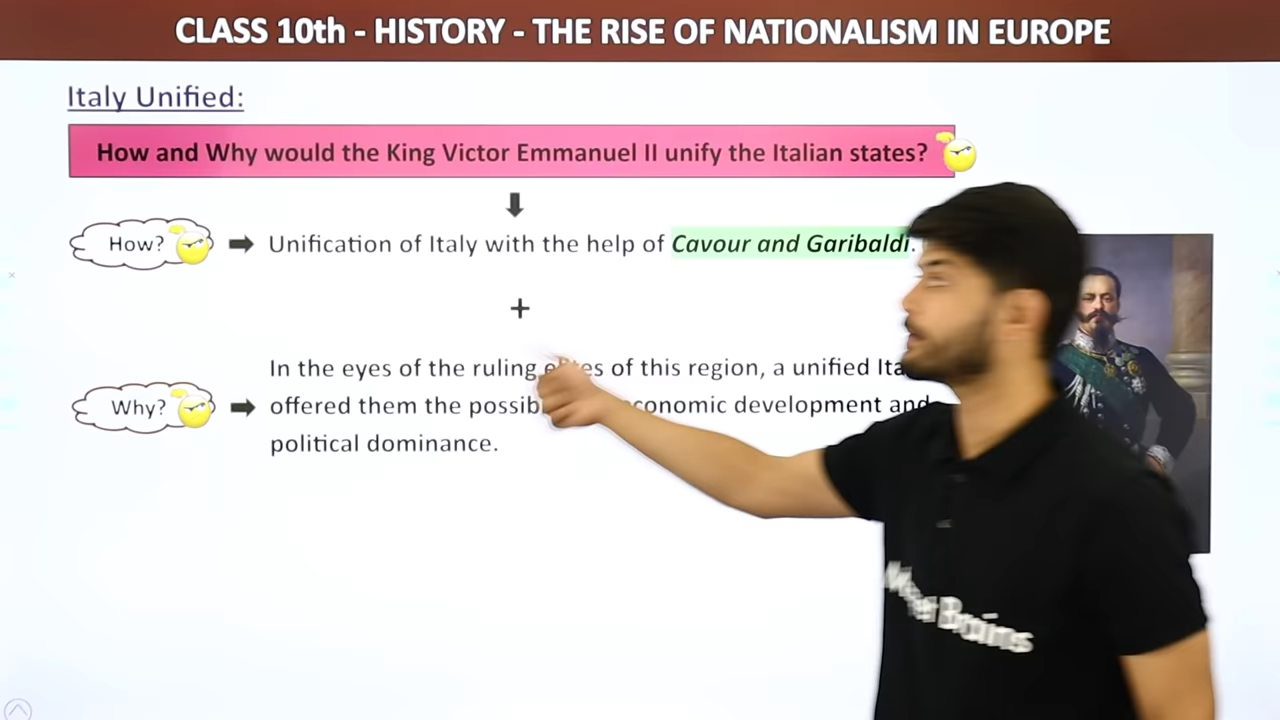 CLASS 10th - HISTORY - THE RISE OF NATIONALISM IN EUROPE
Italy Unified:
How and Why would the King Victor Emmanuel II unify the Italian states?
How? Unification of Italy with the help of Cavour and Garibaldi.
+
In the eyes of the ruling of this region, a unified
Why? offered them the economic development and
political dominance.
Brains